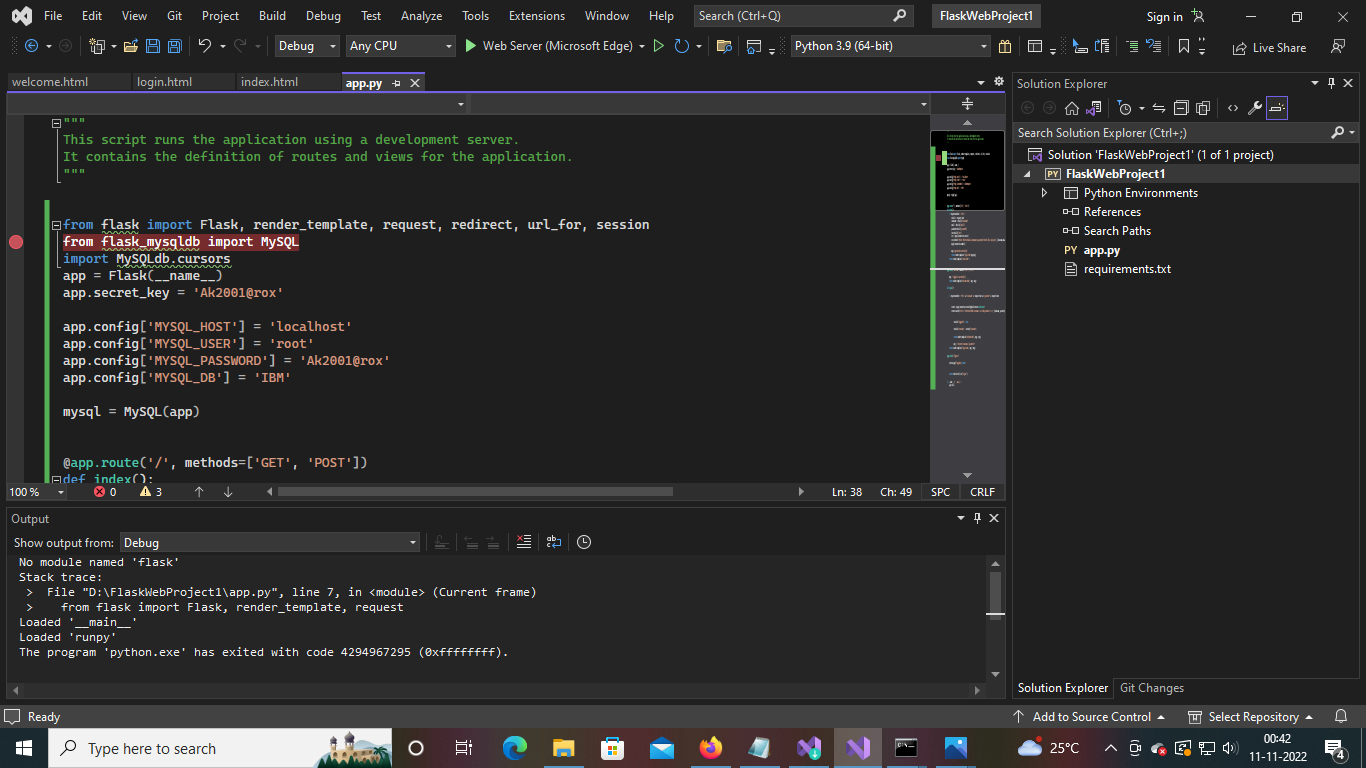 File Edit View Git Project Build Debug Test Analyze Tools Extensions Window Help Search (Ctrl+Q) FlaskWebProject1 Sign in
Debug Any CPU Web Server (Microsoft Edge) Python 3.9 (64-bit) Live Share
welcome.html login.html index.html app.py
"""
This script runs the application using a development server.
It contains the definition of routes and views for the application.
"""
from flask import Flask, render_template, request, redirect, url_for, session
from flask_mysqldb import MySQL
import MySQLdb.cursors
app = Flask(__name__)
app.secret_key = 'Ak2001@rox'
app.config['MYSQL_HOST'] = 'localhost'
app.config['MYSQL_USER'] = 'root'
app.config['MYSQL_PASSWORD'] = 'Ak2001@rox'
app.config['MYSQL_DB'] = 'IBM'
mysql = MySQL(app)
@app.route('/', methods=['GET', 'POST'])
def index():
100 % 0 3 Ln: 38 Ch: 49 SPC CRLF
Output
Show output from: Debug
No module named 'flask'
Stack trace:
> File "D:\FlaskWebProject1\app.py", line 7, in <module> (Current frame)
> from flask import Flask, render_template, request
Loaded '__main__'
Loaded 'runpy'
The program 'python.exe' has exited with code 4294967295 (0xffffffff).
Solution Explorer
Search Solution Explorer (Ctrl+;)
Solution 'FlaskWebProject1' (1 of 1 project)
PY FlaskWebProject1
Python Environments
References
Search Paths
PY app.py
requirements.txt
Solution Explorer Git Changes
Ready Add to Source Control Select Repository
Type here to search 25°C 00:42
11-11-2022
4